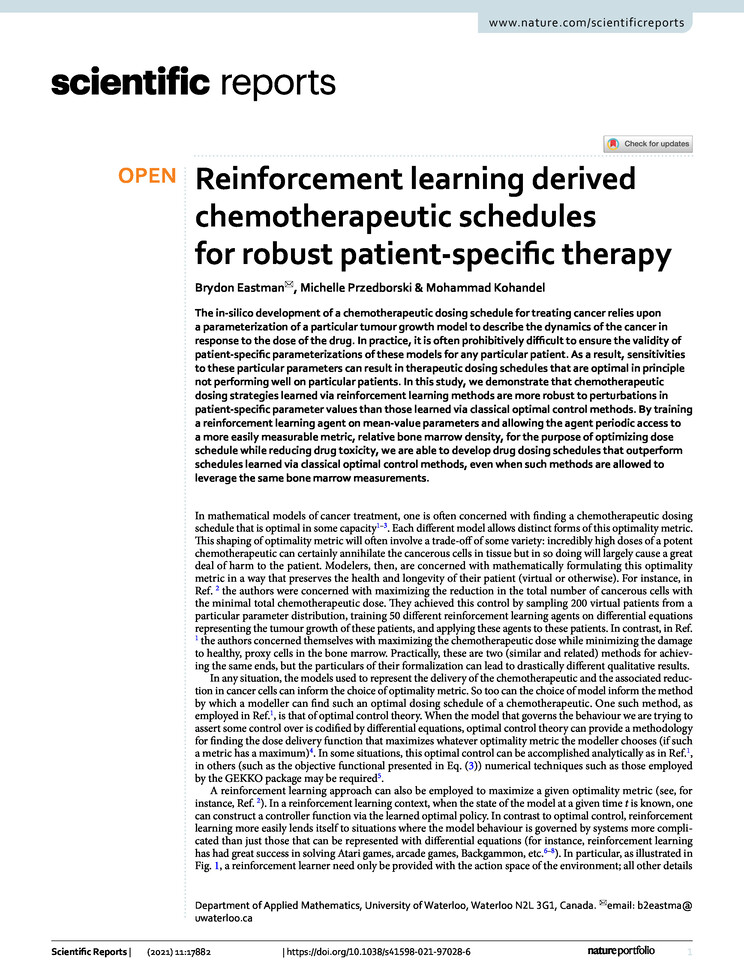 www.nature.com/scientificreports
scientific reports
Check for updates
OPEN
Reinforcement learning derived
chemotherapeutic schedules
for robust patient-specific therapy
Brydon Eastman✉, Michelle Przedborski & Mohammad Kohandel
The in-silico development of a chemotherapeutic dosing schedule for treating cancer relies upon
a parameterization of a particular tumour growth model to describe the dynamics of the cancer in
response to the dose of the drug. In practice, it is often prohibitively difficult to ensure the validity of
patient-specific parameterizations of these models for any particular patient. As a result, sensitivities
to these particular parameters can result in therapeutic dosing schedules that are optimal in principle
not performing well on particular patients. In this study, we demonstrate that chemotherapeutic
dosing strategies learned via reinforcement learning methods are more robust to perturbations in
patient-specific parameter values than those learned via classical optimal control methods. By training
a reinforcement learning agent on mean-value parameters and allowing the agent periodic access to
a more easily measurable metric, relative bone marrow density, for the purpose of optimizing dose
schedule while reducing drug toxicity, we are able to develop drug dosing schedules that outperform
schedules learned via classical optimal control methods, even when such methods are allowed to
leverage the same bone marrow measurements.
In mathematical models of cancer treatment, one is often concerned with finding a chemotherapeutic dosing
schedule that is optimal in some capacity1–3. Each different model allows distinct forms of this optimality metric.
This shaping of optimality metric will often involve a trade-off of some variety: incredibly high doses of a potent
chemotherapeutic can certainly annihilate the cancerous cells in tissue but in so doing will largely cause a great
deal of harm to the patient. Modelers, then, are concerned with mathematically formulating this optimality
metric in a way that preserves the health and longevity of their patient (virtual or otherwise). For instance, in
Ref. 2 the authors were concerned with maximizing the reduction in the total number of cancerous cells with
the minimal total chemotherapeutic dose. They achieved this control by sampling 200 virtual patients from a
particular parameter distribution, training 50 different reinforcement learning agents on differential equations
representing the tumour growth of these patients, and applying these agents to these patients. In contrast, in Ref.
1 the authors concerned themselves with maximizing the chemotherapeutic dose while minimizing the damage
to healthy, proxy cells in the bone marrow. Practically, these are two (similar and related) methods for achiev-
ing the same ends, but the particulars of their formalization can lead to drastically different qualitative results.
In any situation, the models used to represent the delivery of the chemotherapeutic and the associated reduc-
tion in cancer cells can inform the choice of optimality metric. So too can the choice of model inform the method
by which a modeller can find such an optimal dosing schedule of a chemotherapeutic. One such method, as
employed in Ref.1, is that of optimal control theory. When the model that governs the behaviour we are trying to
assert some control over is codified by differential equations, optimal control theory can provide a methodology
for finding the dose delivery function that maximizes whatever optimality metric the modeller chooses (if such
a metric has a maximum)4. In some situations, this optimal control can be accomplished analytically as in Ref.1,
in others (such as the objective functional presented in Eq. (3)) numerical techniques such as those employed
by the GEKKO package may be required5.
A reinforcement learning approach can also be employed to maximize a given optimality metric (see, for
instance, Ref. 2). In a reinforcement learning context, when the state of the model at a given time t is known, one
can construct a controller function via the learned optimal policy. In contrast to optimal control, reinforcement
learning more easily lends itself to situations where the model behaviour is governed by systems more compli-
cated than just those that can be represented with differential equations (for instance, reinforcement learning
has had great success in solving Atari games, arcade games, Backgammon, etc.6–8). In particular, as illustrated in
Fig. 1, a reinforcement learner need only be provided with the action space of the environment; all other details
Department of Applied Mathematics, University of Waterloo, Waterloo N2L 3G1, Canada. ✉email: b2eastma@
uwaterloo.ca
Scientific Reports | (2021) 11:17882 | https://doi.org/10.1038/s41598-021-97028-6 natureportfolio 1